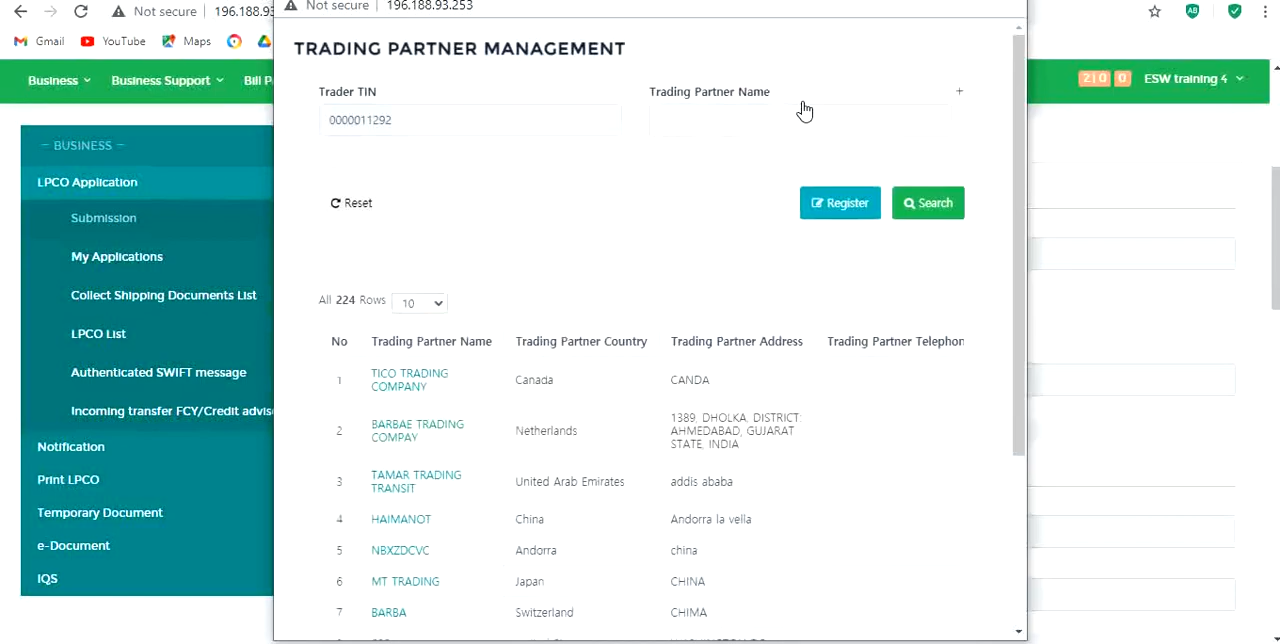 Not secure
196.188.93
Not secure
196.188.93.253
Gmail
YouTube
Maps
Business
Business Support
Bill P
210
0
ESW training 4
– BUSINESS –
LPCO Application
Submission
My Applications
Collect Shipping Documents List
LPCO List
Authenticated SWIFT message
Incoming transfer FCY/Credit advise
Notification
Print LPCO
Temporary Document
e-Document
IQS
TRADING PARTNER MANAGEMENT
Trader TIN
Trading Partner Name
+
0000011292
Reset
Register
Search
All 224 Rows
10
No Trading Partner Name Trading Partner Country Trading Partner Address Trading Partner Telephon
1 TICO TRADING COMPANY Canada CANDA
2 BARBAE TRADING COMPAY Netherlands 1389, DHOLKA, DISTRICT: AHMEDABAD, GUJARAT STATE, INDIA
3 TAMAR TRADING TRANSIT United Arab Emirates addis ababa
4 HAIMANOT China Andorra la vella
5 NBXZDCVC Andorra china
6 MT TRADING Japan CHINA
7 BARBA Switzerland CHIMA